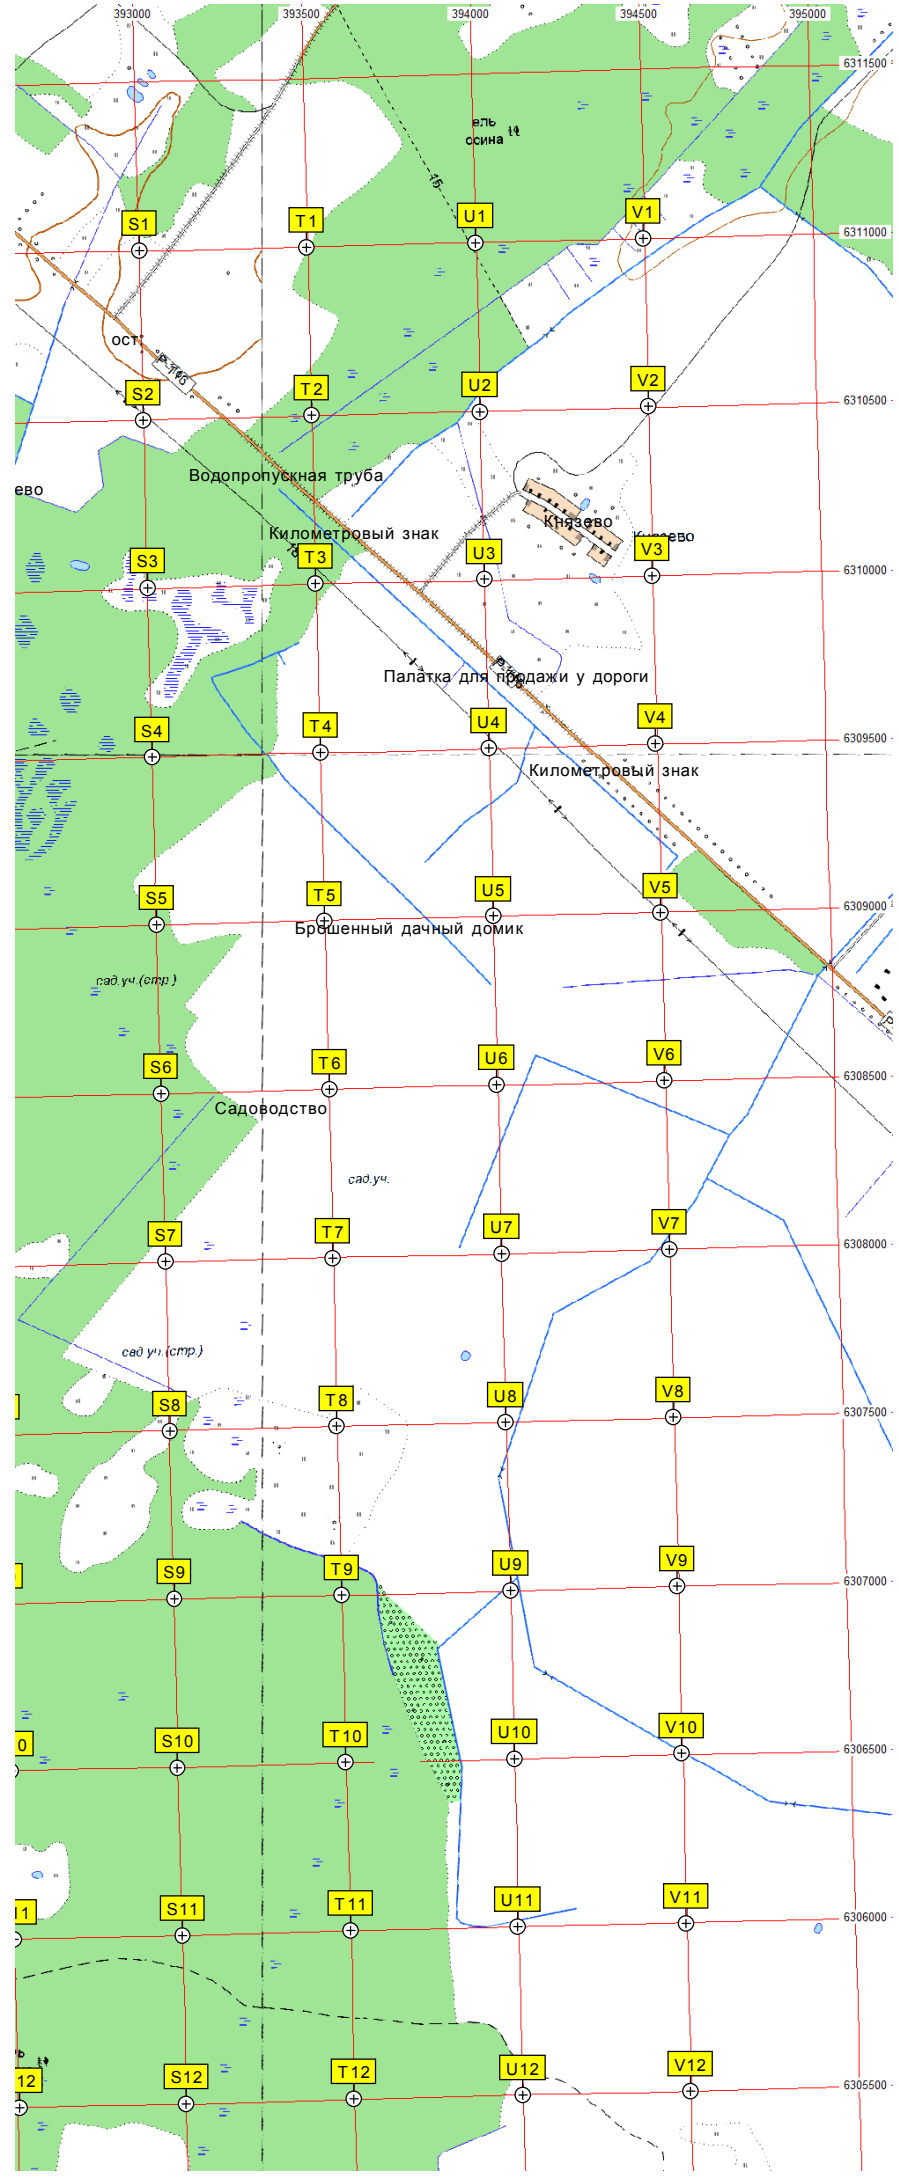 393000 393500 394000 394500 395000
6311500
ель
осина
15
S1 T1 U1 V1
6311000
ост.
Р-116
S2 T2 U2 V2
6310500
Водопропускная труба
ево
Километровый знак
Князево
S3 T3 U3 V3
6310000
Палатка для продажи у дороги
S4 T4 U4 V4
6309500
Километровый знак
S5 T5 U5 V5
6309000
Брошенный дачный домик
сад.уч.(стр.)
S6 T6 U6 V6
6308500
Садоводство
сад.уч.
S7 T7 U7 V7
6308000
сад уч.(стр.)
S8 T8 U8 V8
6307500
S9 T9 U9 V9
6307000
0 S10 T10 U10 V10
6306500
11 S11 T11 U11 V11
6306000
12 S12 T12 U12 V12
6305500